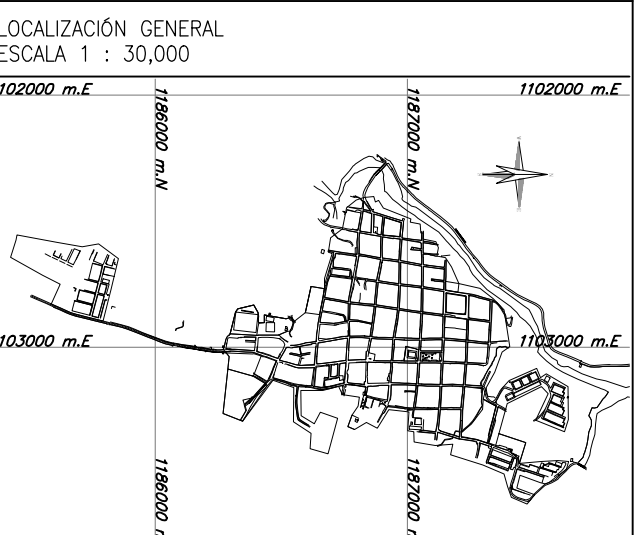 LOCALIZACIÓN GENERAL
ESCALA 1 : 30,000
102000 m.E
1102000 m.E
1186000 m.N
1187000 m.N
103000 m.E
1103000 m.E
1186000 m
1187000 m